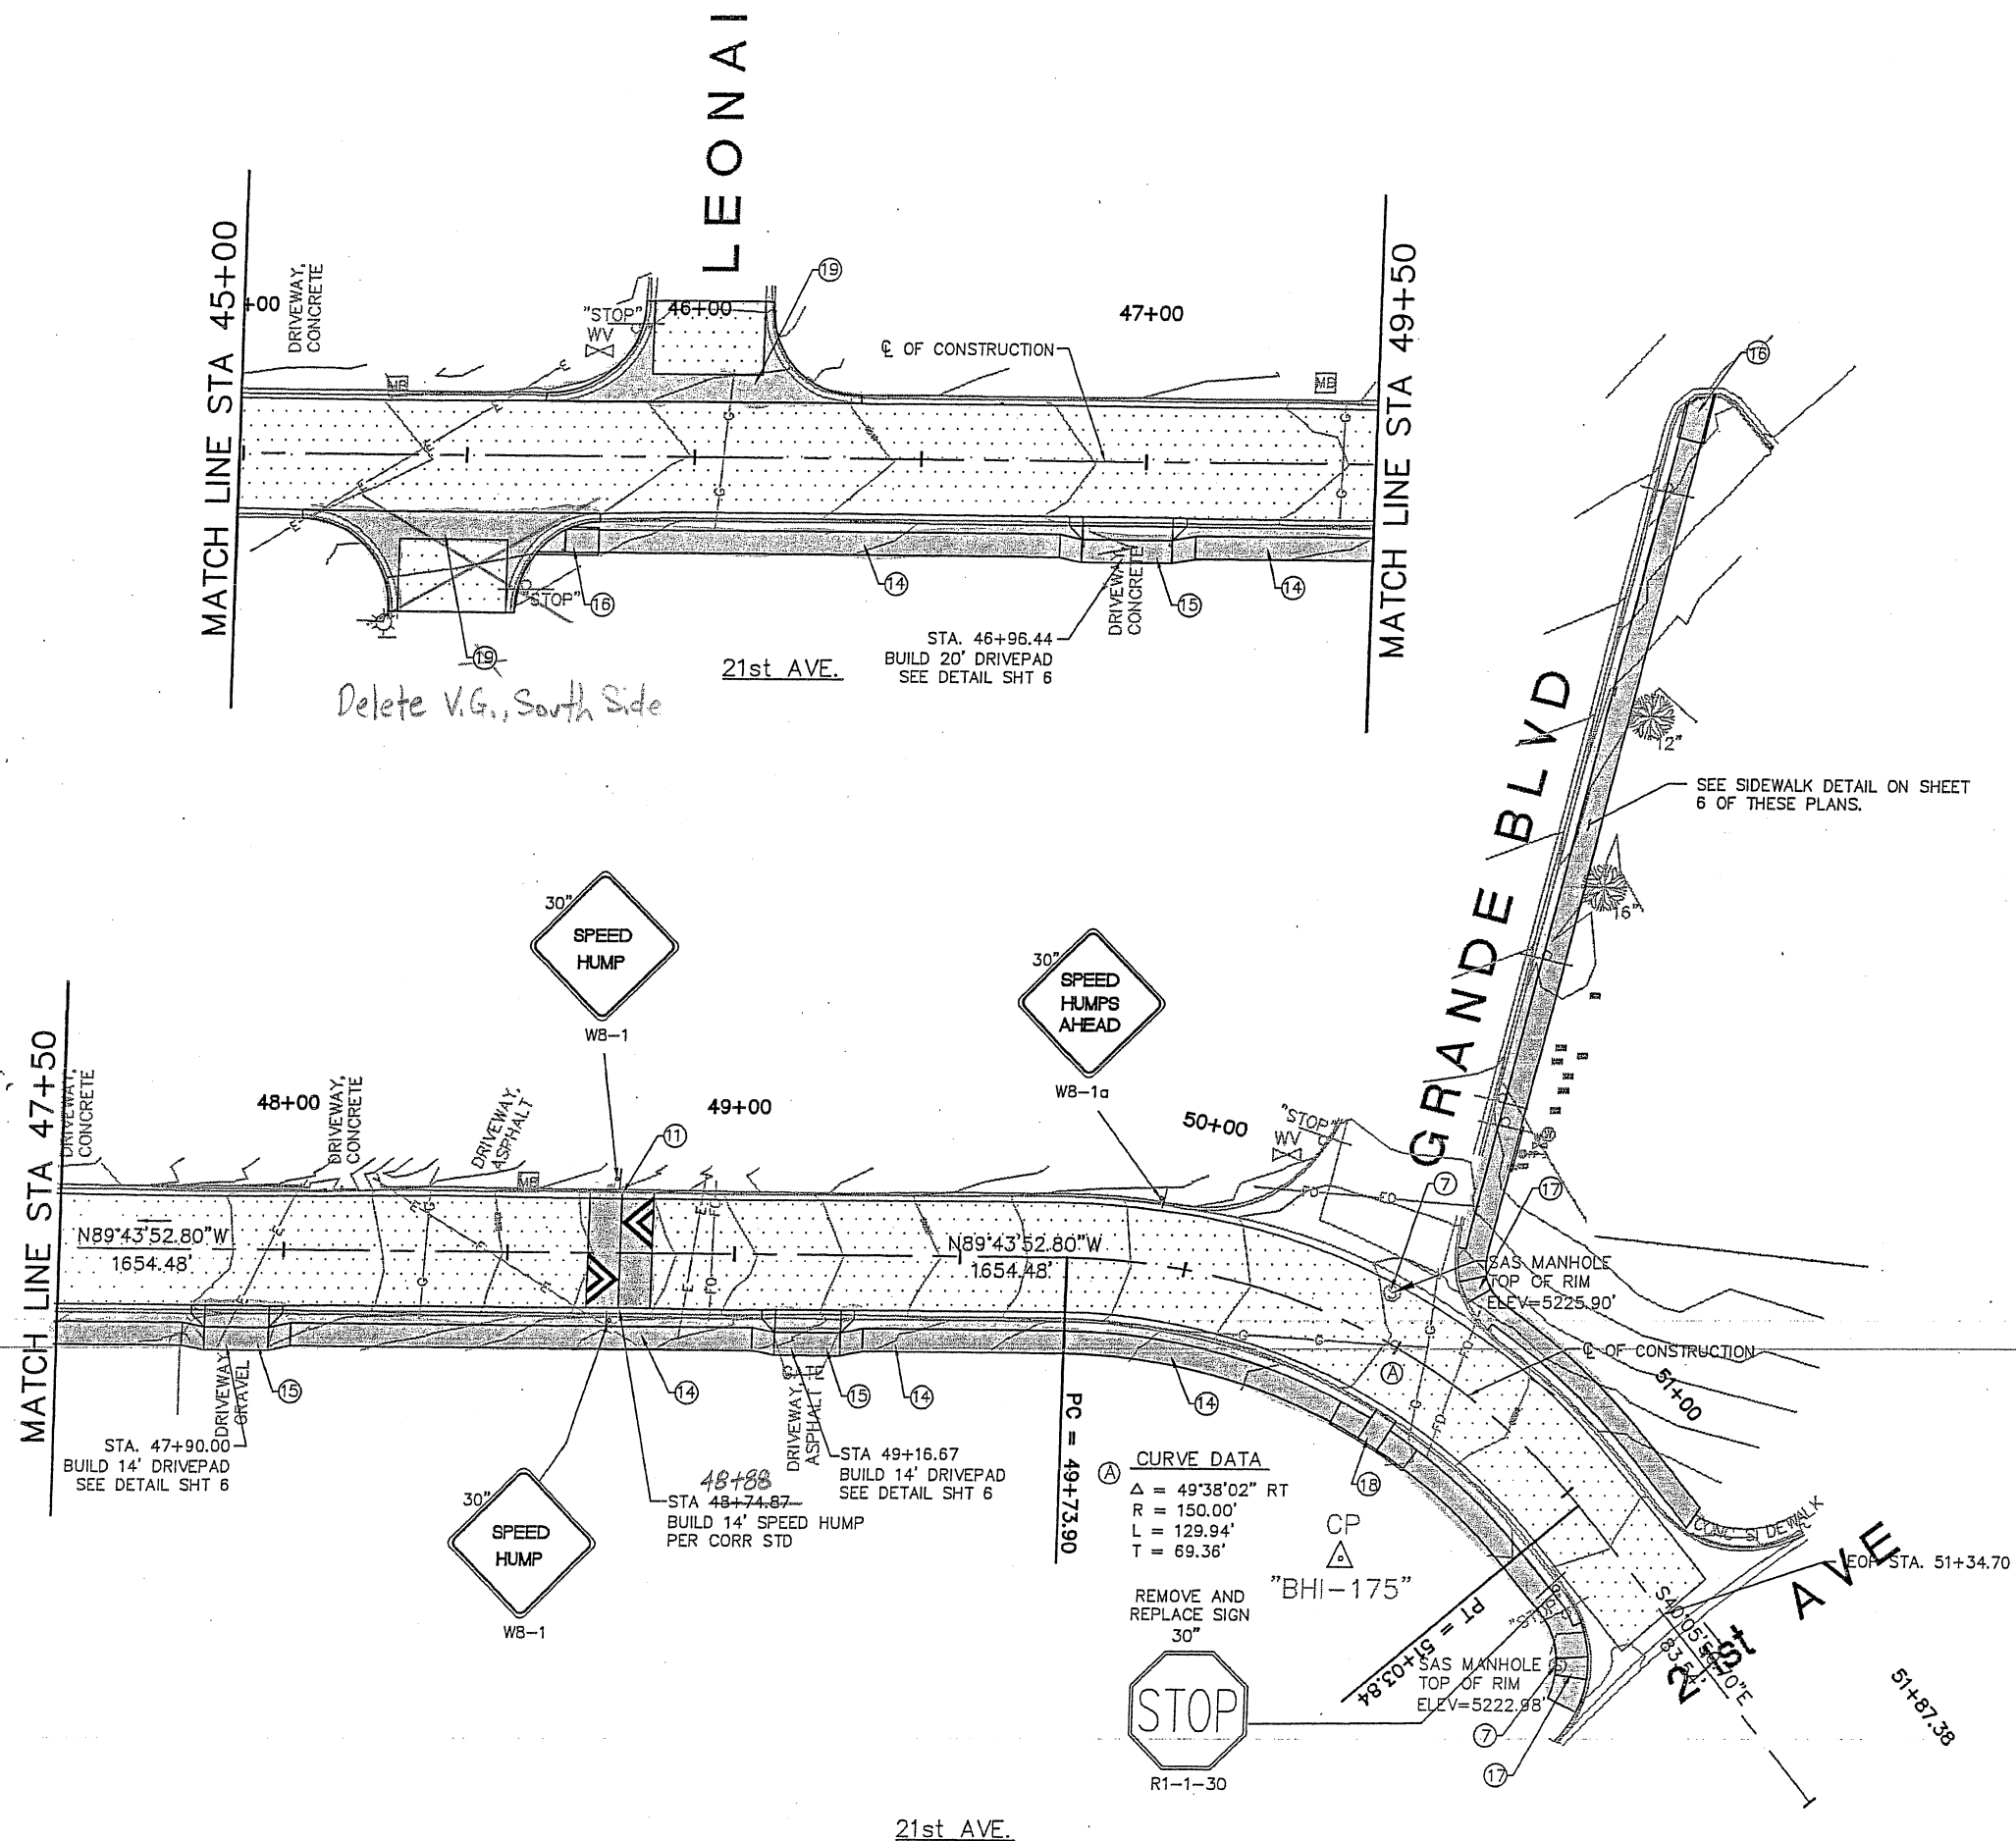 LEONAI
MATCH LINE STA 45+00
+00
DRIVEWAY,
CONCRETE
"STOP"
WV
46+00
19
47+00
℄ OF CONSTRUCTION
MB
MB
MATCH LINE STA 49+50
16
"STOP"
16
14
15
14
DRIVEWAY,
CONCRETE
STA. 46+96.44
BUILD 20' DRIVEPAD
SEE DETAIL SHT 6
19
21st AVE.
Delete V.G., South Side
GRANDE BLVD
12"
SEE SIDEWALK DETAIL ON SHEET
6 OF THESE PLANS.
16"
30"
SPEED
HUMP
W8-1
30"
SPEED
HUMPS
AHEAD
W8-1a
MATCH LINE STA 47+50
DRIVEWAY,
CONCRETE
48+00
DRIVEWAY,
CONCRETE
DRIVEWAY,
ASPHALT
MB
11
49+00
50+00
"STOP"
WV
7
17
N89°43'52.80"W
1654.48'
N89°43'52.80"W
1654.48'
SAS MANHOLE
TOP OF RIM
ELEV=5225.90'
℄ OF CONSTRUCTION
A
51+00
DRIVEWAY,
GRAVEL
15
14
DRIVEWAY,
ASPHALT
15
14
14
18
STA. 47+90.00
BUILD 14' DRIVEPAD
SEE DETAIL SHT 6
48+88
STA 48+74.87
BUILD 14' SPEED HUMP
PER CORR STD
STA 49+16.67
BUILD 14' DRIVEPAD
SEE DETAIL SHT 6
PC = 49+73.90
A CURVE DATA
Δ = 49°38'02" RT
R = 150.00'
L = 129.94'
T = 69.36'
CP
"BHI-175"
30"
SPEED
HUMP
W8-1
REMOVE AND
REPLACE SIGN
30"
STOP
R1-1-30
PT = 51+03.84
SAS MANHOLE
TOP OF RIM
ELEV=5222.98'
7
17
CONC SIDEWALK
EOP STA. 51+34.70
83.54'
21st AVE
51+87.38
21st AVE.